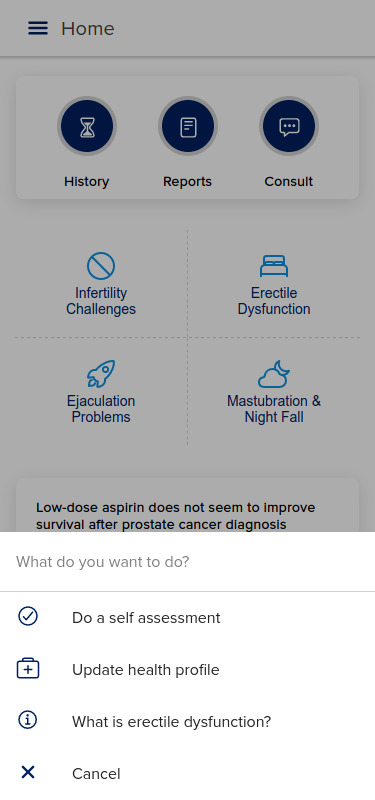 Home
History
Reports
Consult
Infertility
Challenges
Erectile
Dysfunction
Ejaculation
Problems
Mastubration &
Night Fall
Low-dose aspirin does not seem to improve
survival after prostate cancer diagnosis
What do you want to do?
Do a self assessment
Update health profile
What is erectile dysfunction?
Cancel